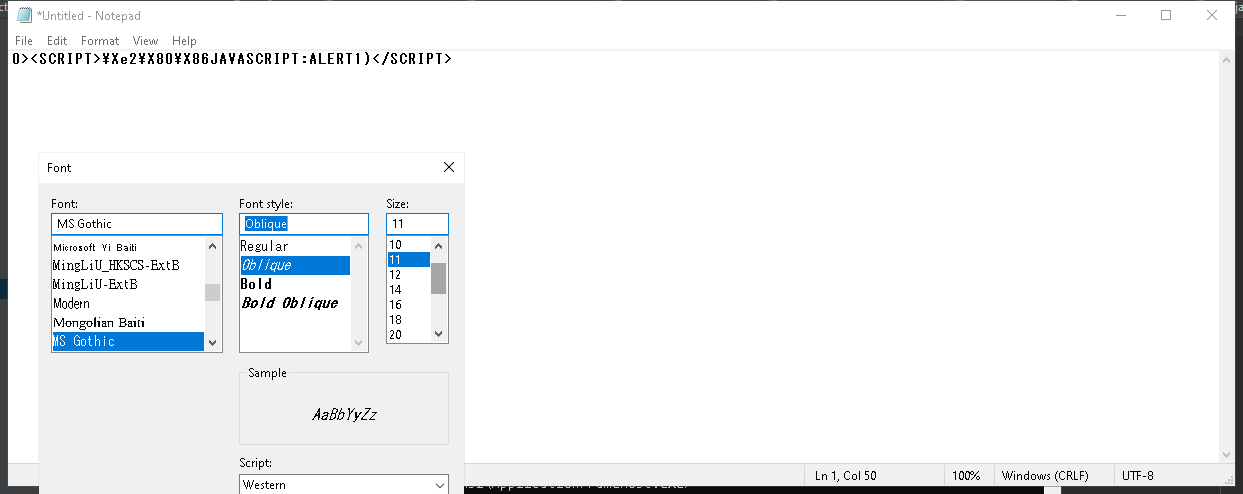 *Untitled - Notepad
File Edit Format View Help
0><SCRIPT>¥Xe2¥X80¥X86JAVASCRIPT:ALERT1)</SCRIPT>
Font
Font:
MS Gothic
Microsoft Yi Baiti
MingLiU_HKSCS-ExtB
MingLiU-ExtB
Modern
Mongolian Baiti
MS Gothic
Font style:
Oblique
Regular
Oblique
Bold
Bold Oblique
Size:
11
10
11
12
14
16
18
20
Sample
AaBbYyZz
Script:
Western
Ln 1, Col 50 100% Windows (CRLF) UTF-8